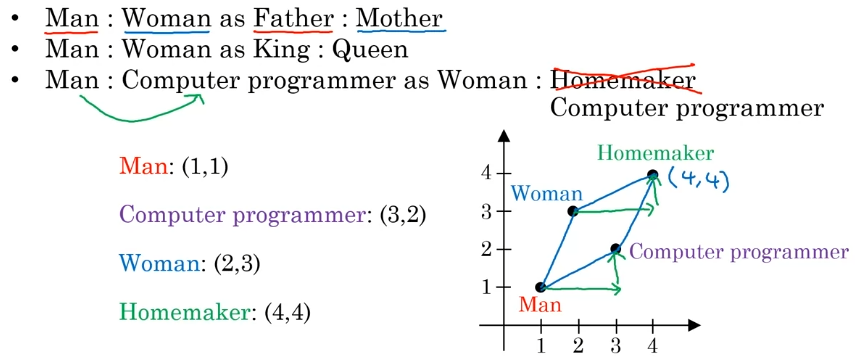 • Man : Woman as Father : Mother
• Man : Woman as King : Queen
• Man : Computer programmer as Woman : Homemaker
Computer programmer
Man: (1,1)
Computer programmer: (3,2)
Woman: (2,3)
Homemaker: (4,4)
Homemaker
4
(4,4)
Woman
3
2
Computer programmer
1
Man
1 2 3 4